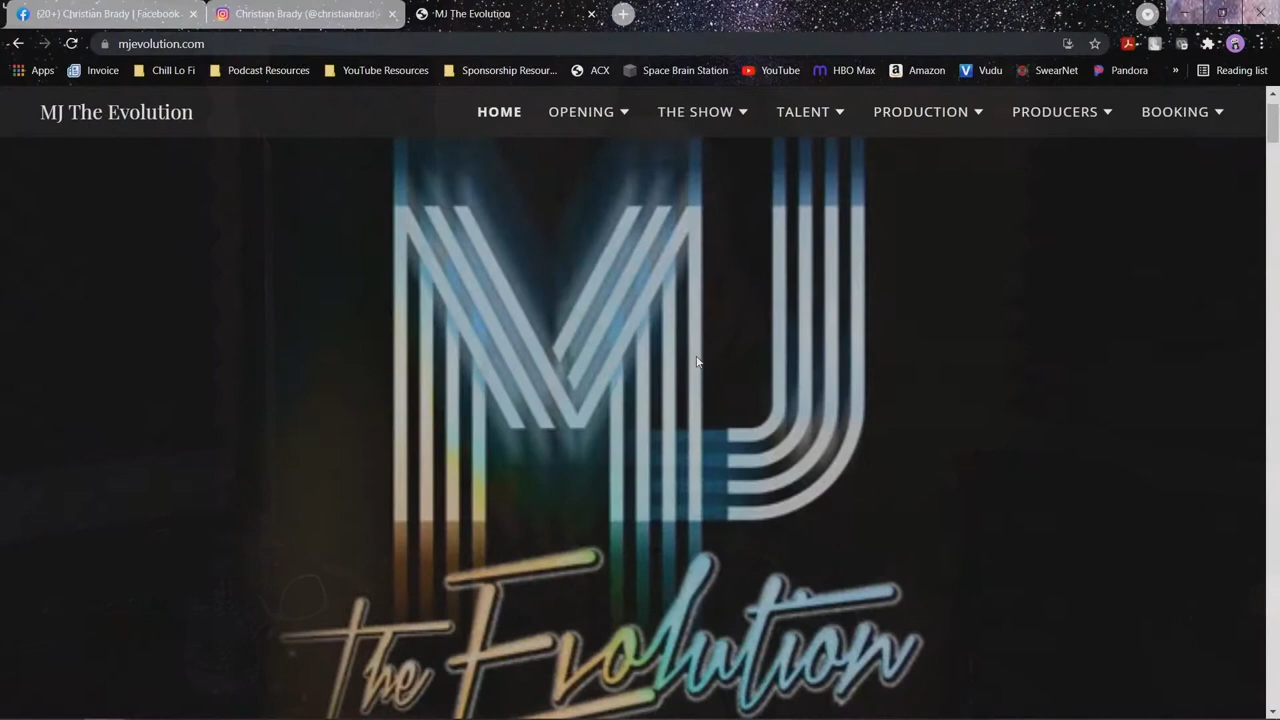 (20+) Christian Brady | Facebook
Christian Brady (@christianbrady
MJ The Evolution
mjevolution.com
Apps Invoice Chill Lo Fi Podcast Resources YouTube Resources Sponsorship Resour... ACX Space Brain Station YouTube HBO Max Amazon Vudu SwearNet Pandora » Reading list
MJ The Evolution HOME OPENING THE SHOW TALENT PRODUCTION PRODUCERS BOOKING
MJ
the Evolution